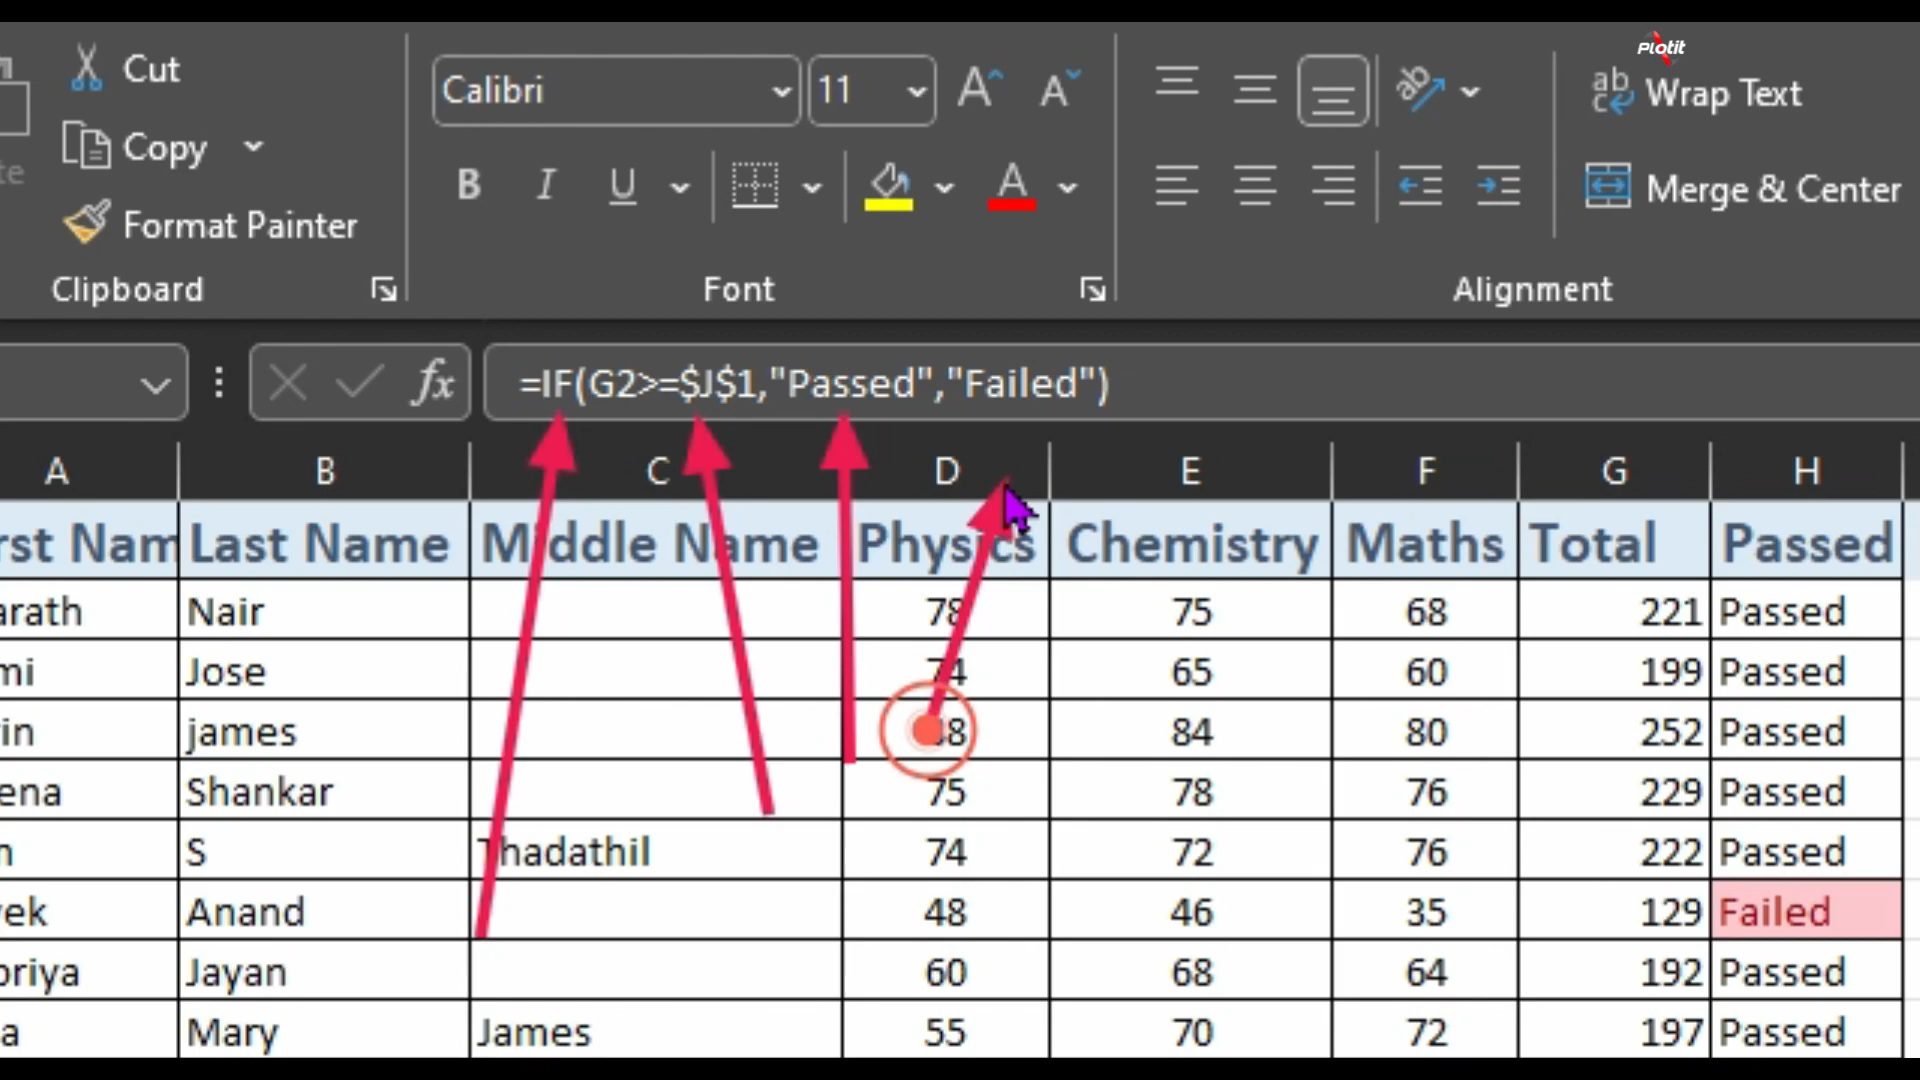 Plotit
Cut
Calibri 11
Wrap Text
Copy
B I U A
Merge & Center
Format Painter
Clipboard Font Alignment
fx =IF(G2>=$J$1,"Passed","Failed")
A B C D E F G H
rst Nam Last Name Middle Name Physics Chemistry Maths Total Passed
arath Nair 78 75 68 221 Passed
mi Jose 74 65 60 199 Passed
in james 84 80 252 Passed
ena Shankar 75 78 76 229 Passed
S Thadathil 74 72 76 222 Passed
ek Anand 48 46 35 129 Failed
priya Jayan 60 68 64 192 Passed
a Mary James 55 70 72 197 Passed